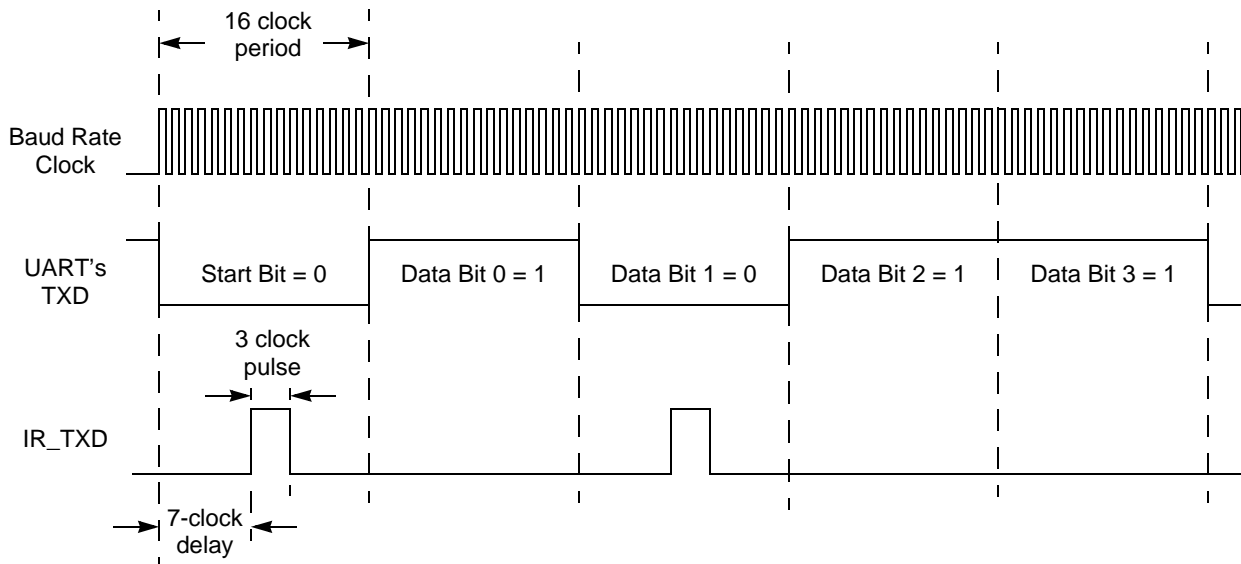 16 clock
period
Baud Rate
Clock
UART's
TXD
Start Bit = 0
Data Bit 0 = 1
Data Bit 1 = 0
Data Bit 2 = 1
Data Bit 3 = 1
3 clock
pulse
IR_TXD
7-clock
delay